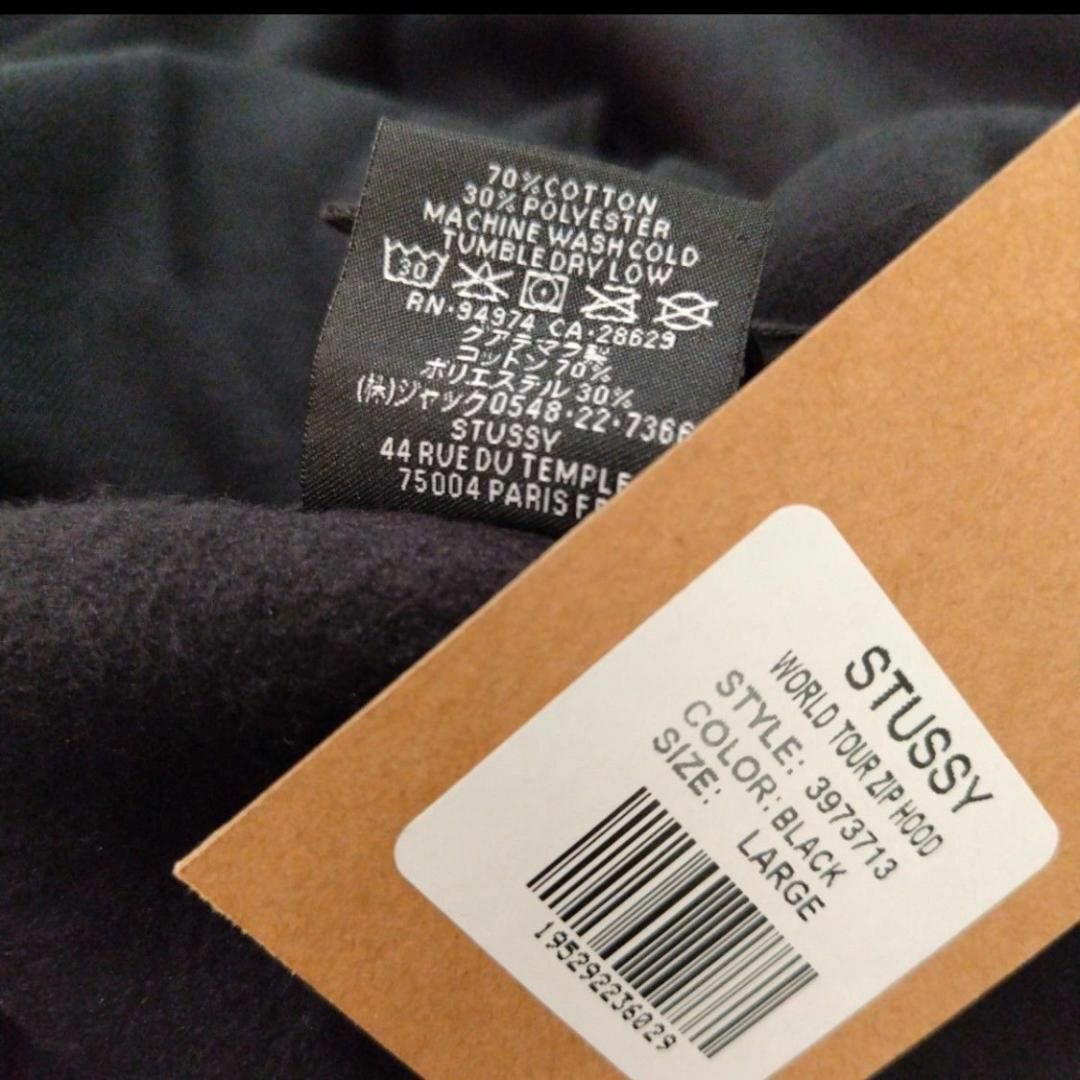 70%COTTON
30%POLYESTER
MACHINE WASH COLD
TUMBLE DRY LOW
30
RN·94974 CA·28629
グアテマラ製
コットン 70%
ポリエステル 30%
(株)ジャック0548·22·7366
STUSSY
44 RUE DU TEMPLE
75004 PARIS
STUSSY
WORLD TOUR ZIP HOOD
STYLE: 3973713
COLOR: BLACK
SIZE: LARGE
195292236029